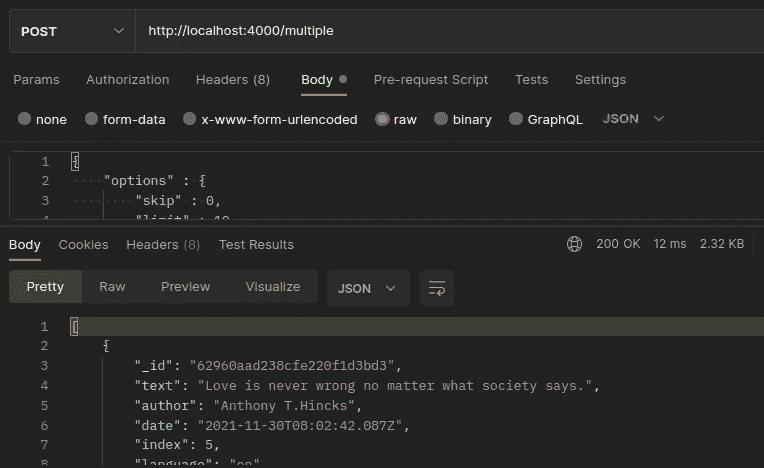 POST http://localhost:4000/multiple
Params Authorization Headers (8) Body Pre-request Script Tests Settings
none form-data x-www-form-urlencoded raw binary GraphQL JSON
1 {
2 "options" : {
3 "skip" : 0,
4 "limit" : 10
Body Cookies Headers (8) Test Results 200 OK 12 ms 2.32 KB
Pretty Raw Preview Visualize JSON
1 [
2 {
3 "_id": "62960aad238cfe220f1d3bd3",
4 "text": "Love is never wrong no matter what society says.",
5 "author": "Anthony T.Hincks",
6 "date": "2021-11-30T08:02:42.087Z",
7 "index": 5,
8 "language": "en"